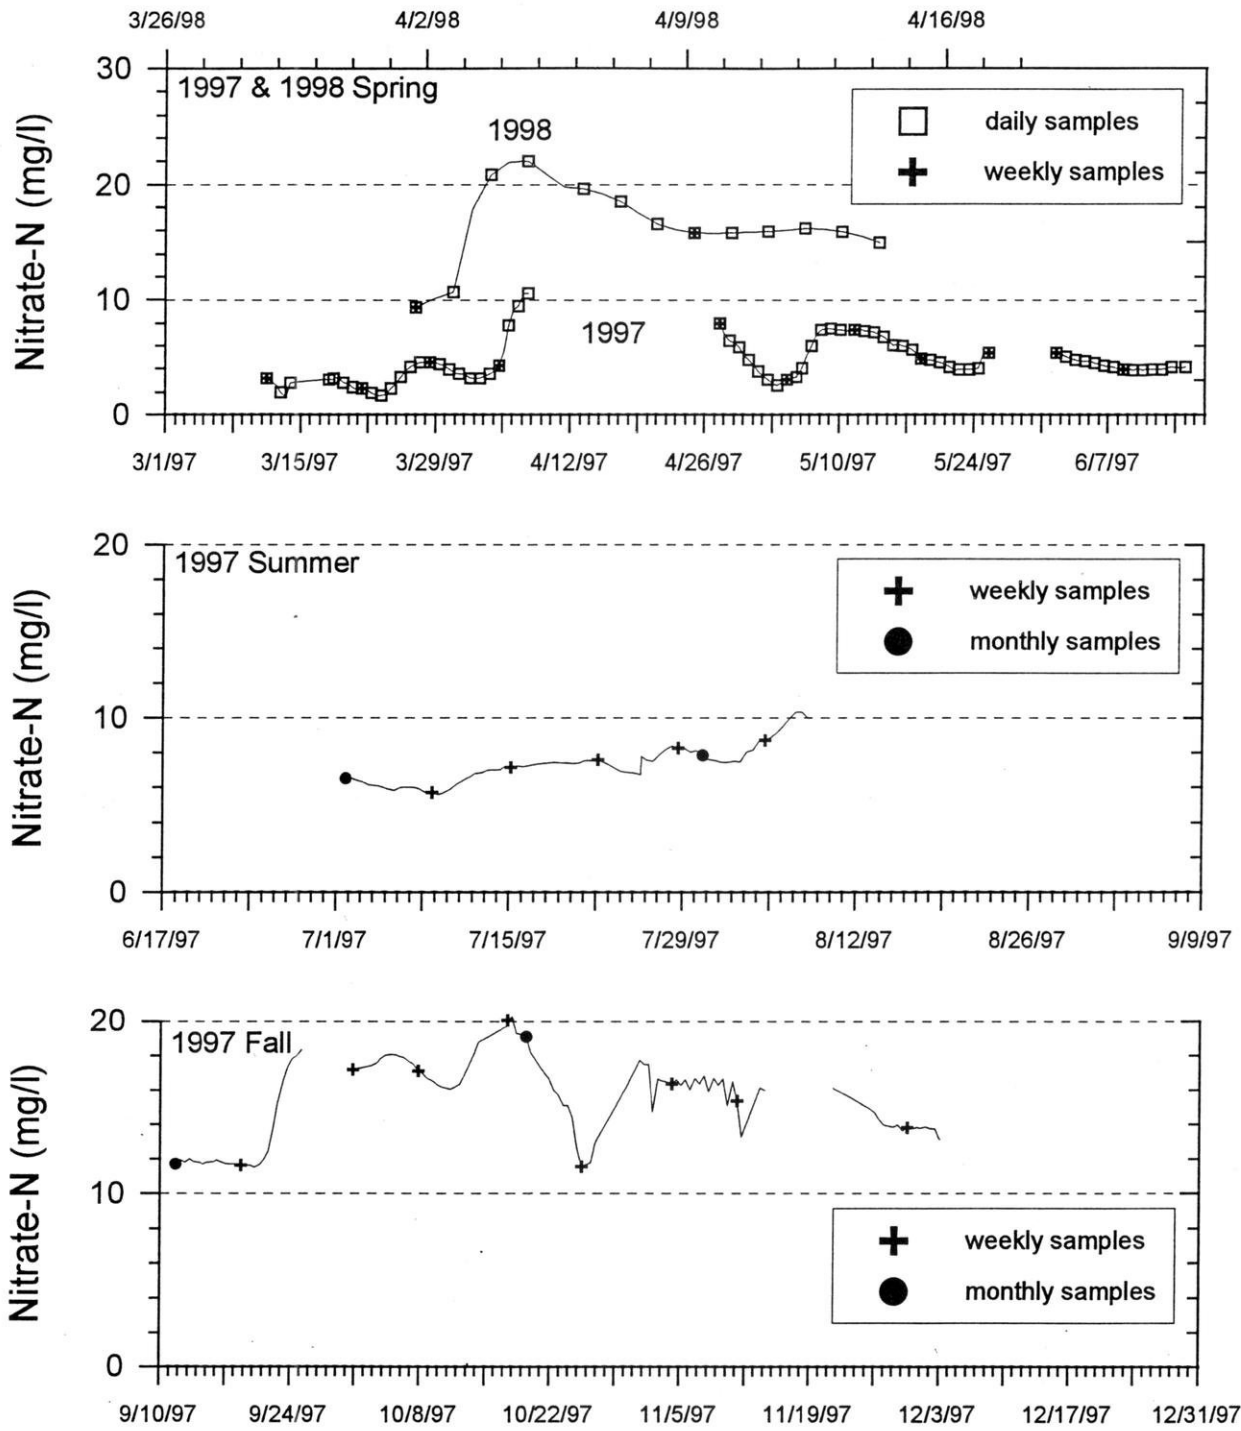 3/26/98 4/2/98 4/9/98 4/16/98
30
1997 & 1998 Spring
1998
daily samples
weekly samples
20
10
1997
0
Nitrate-N (mg/l)
3/1/97 3/15/97 3/29/97 4/12/97 4/26/97 5/10/97 5/24/97 6/7/97
20
1997 Summer
weekly samples
monthly samples
10
0
Nitrate-N (mg/l)
6/17/97 7/1/97 7/15/97 7/29/97 8/12/97 8/26/97 9/9/97
20
1997 Fall
10
weekly samples
monthly samples
0
Nitrate-N (mg/l)
9/10/97 9/24/97 10/8/97 10/22/97 11/5/97 11/19/97 12/3/97 12/17/97 12/31/97